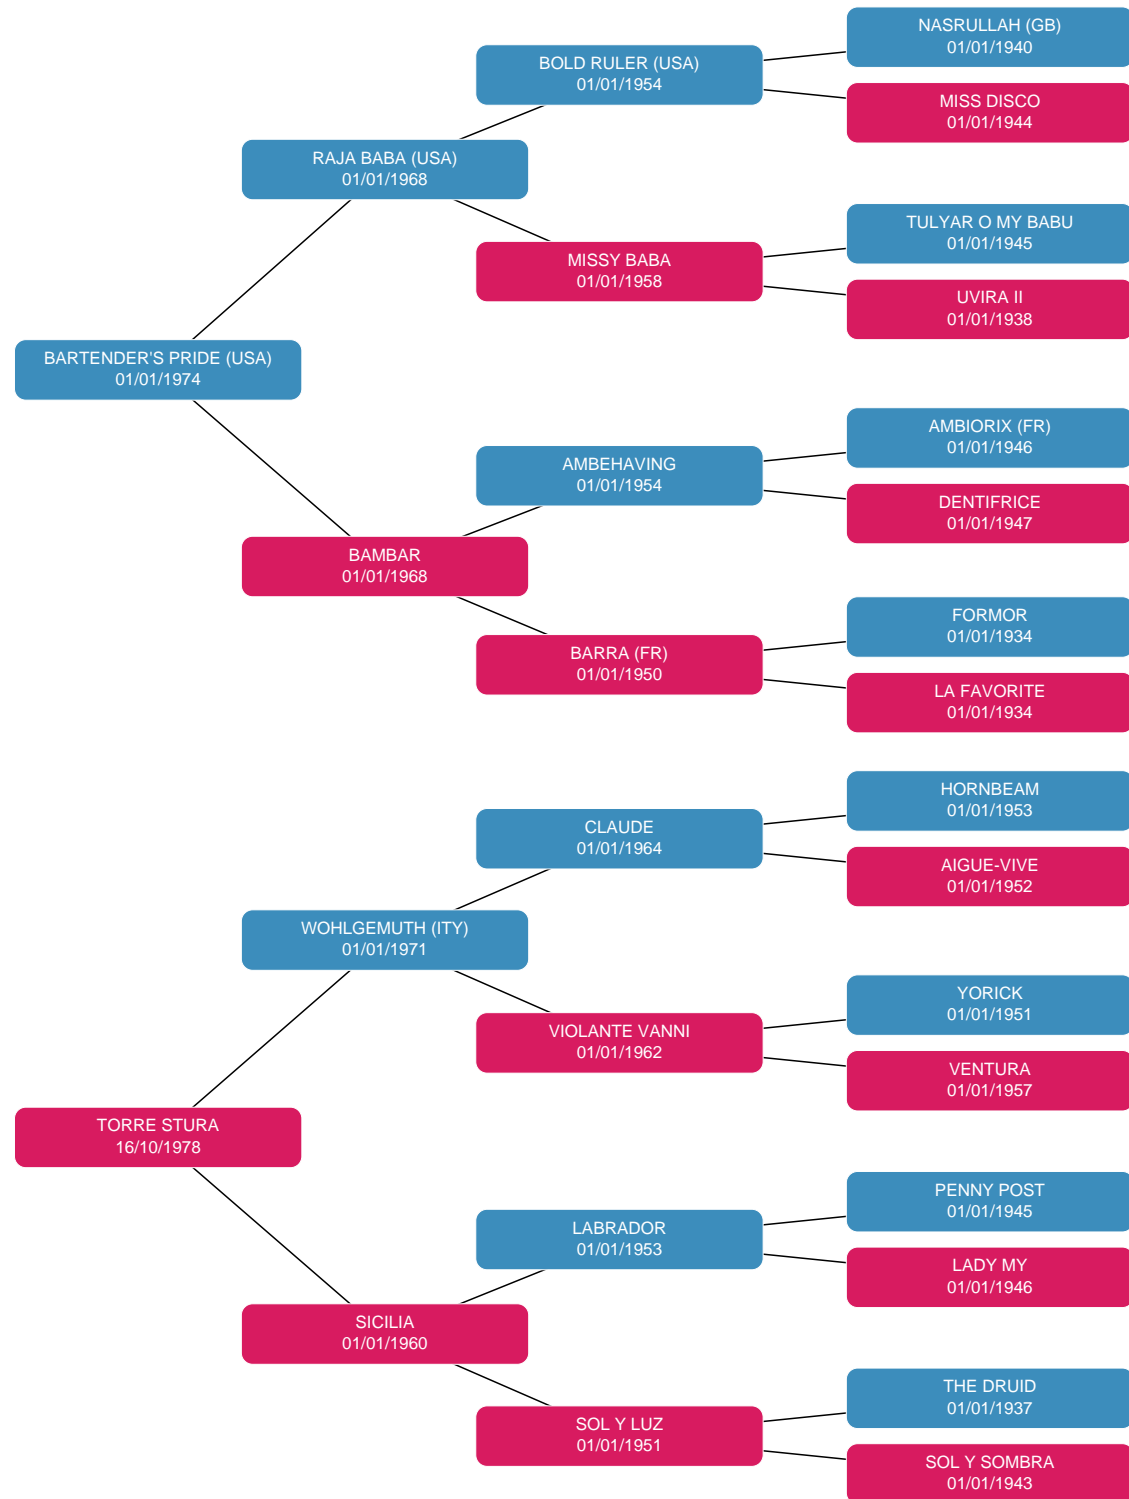 NASRULLAH (GB)
01/01/1940
BOLD RULER (USA)
01/01/1954
MISS DISCO
01/01/1944
RAJA BABA (USA)
01/01/1968
TULYAR O MY BABU
01/01/1945
MISSY BABA
01/01/1958
UVIRA II
01/01/1938
BARTENDER'S PRIDE (USA)
01/01/1974
AMBIORIX (FR)
01/01/1946
AMBEHAVING
01/01/1954
DENTIFRICE
01/01/1947
BAMBAR
01/01/1968
FORMOR
01/01/1934
BARRA (FR)
01/01/1950
LA FAVORITE
01/01/1934
HORNBEAM
01/01/1953
CLAUDE
01/01/1964
AIGUE-VIVE
01/01/1952
WOHLGEMUTH (ITY)
01/01/1971
YORICK
01/01/1951
VIOLANTE VANNI
01/01/1962
VENTURA
01/01/1957
TORRE STURA
16/10/1978
PENNY POST
01/01/1945
LABRADOR
01/01/1953
LADY MY
01/01/1946
SICILIA
01/01/1960
THE DRUID
01/01/1937
SOL Y LUZ
01/01/1951
SOL Y SOMBRA
01/01/1943